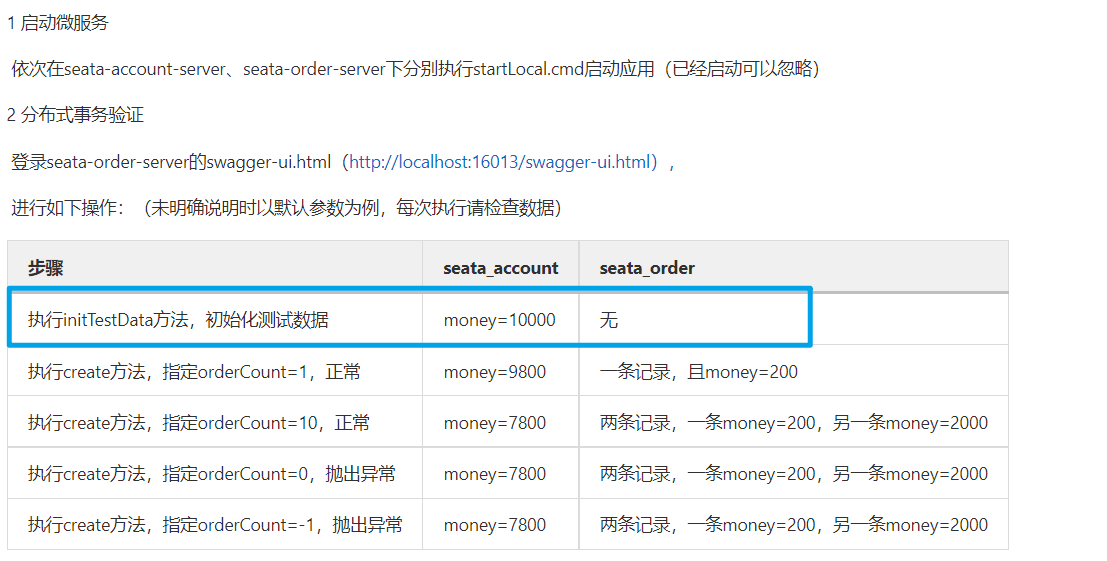 1 启动微服务
依次在seata-account-server、seata-order-server下分别执行startLocal.cmd启动应用（已经启动可以忽略）
2 分布式事务验证
登录seata-order-server的swagger-ui.html（http://localhost:16013/swagger-ui.html），
进行如下操作：（未明确说明时以默认参数为例，每次执行请检查数据）
步骤 seata_account seata_order
执行initTestData方法，初始化测试数据 money=10000 无
执行create方法，指定orderCount=1，正常 money=9800 一条记录，且money=200
执行create方法，指定orderCount=10，正常 money=7800 两条记录，一条money=200，另一条money=2000
执行create方法，指定orderCount=0，抛出异常 money=7800 两条记录，一条money=200，另一条money=2000
执行create方法，指定orderCount=-1，抛出异常 money=7800 两条记录，一条money=200，另一条money=2000